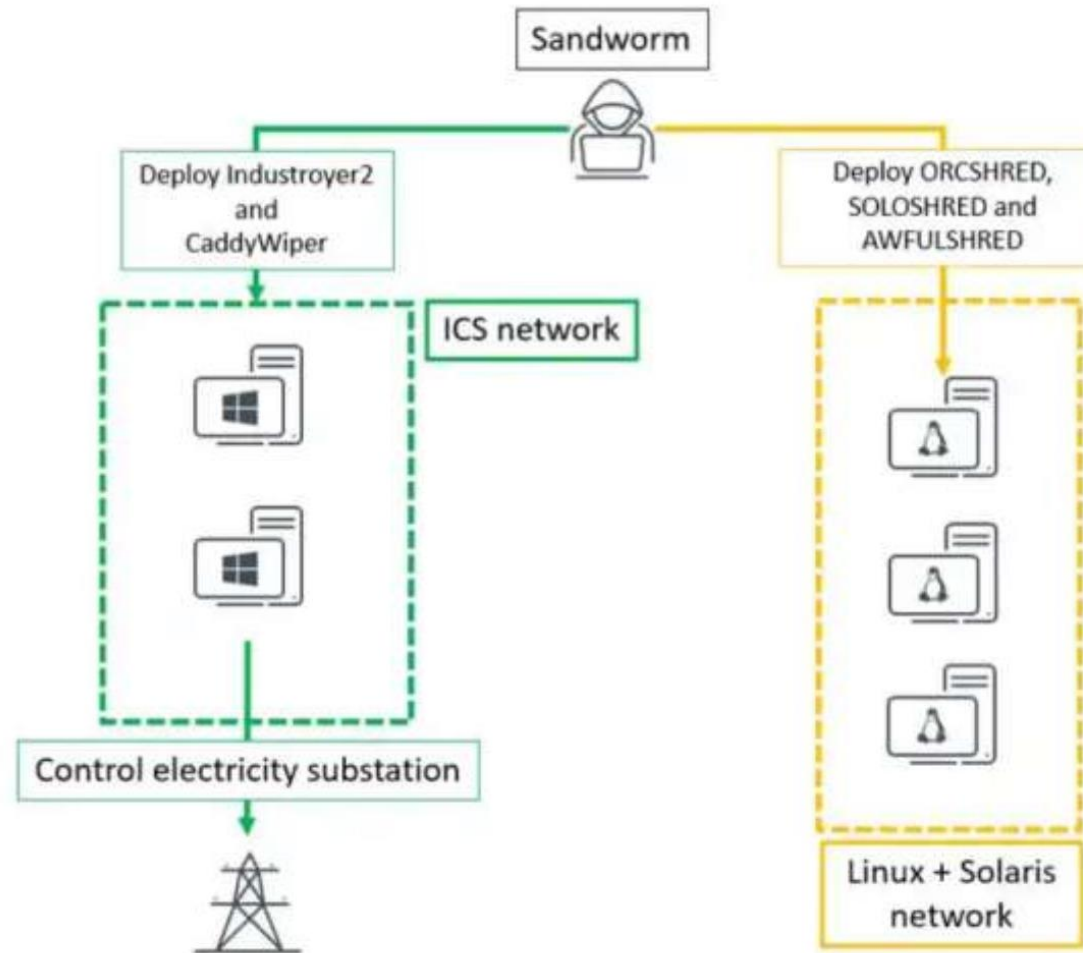 Sandworm
Deploy Industroyer2
and
CaddyWiper
Deploy ORCSHRED,
SOLOSHRED and
AWFULSHRED
ICS network
Control electricity substation
Linux + Solaris
network